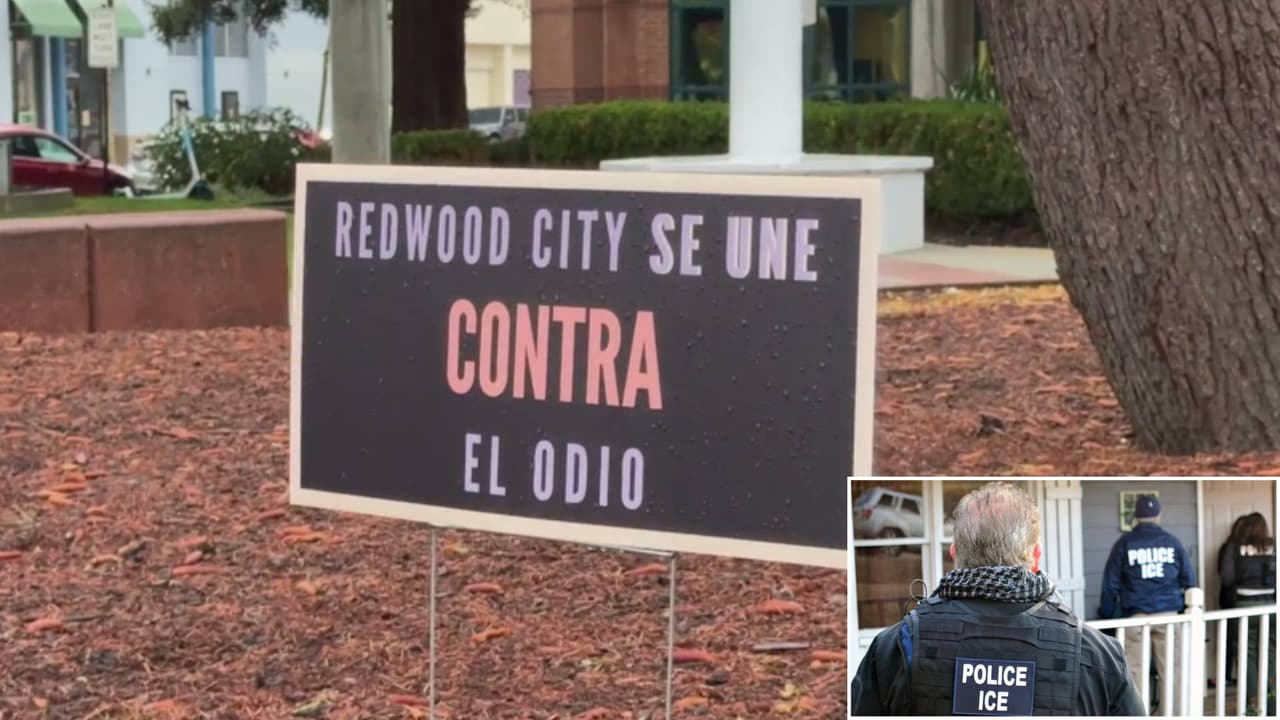 REDWOOD CITY SE UNE
CONTRA
EL ODIO
POLICE
ICE
POLICE
ICE